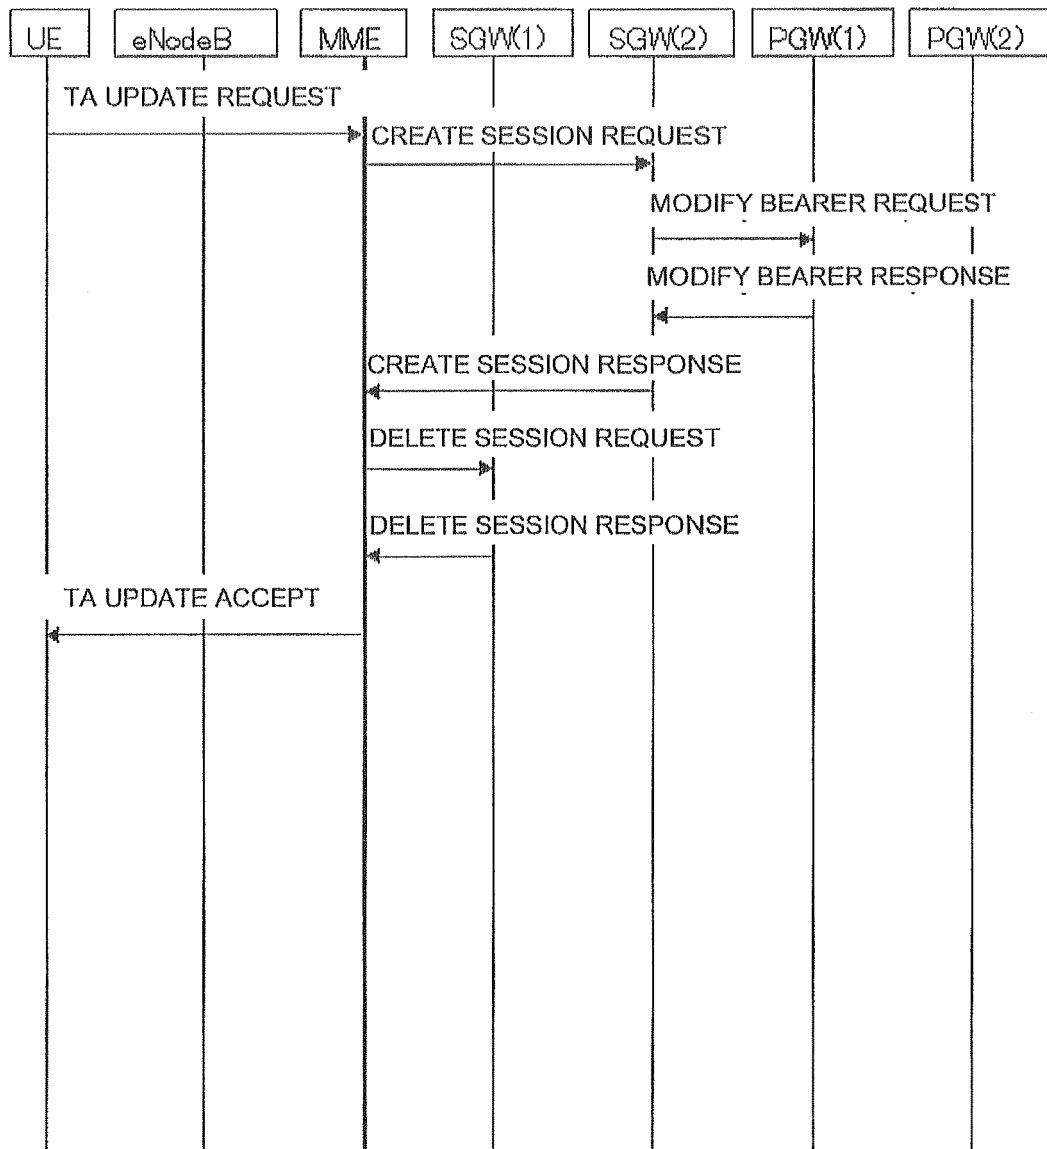 UE eNodeB MME SGW(1) SGW(2) PGW(1) PGW(2)
TA UPDATE REQUEST
CREATE SESSION REQUEST
MODIFY BEARER REQUEST
MODIFY BEARER RESPONSE
CREATE SESSION RESPONSE
DELETE SESSION REQUEST
DELETE SESSION RESPONSE
TA UPDATE ACCEPT